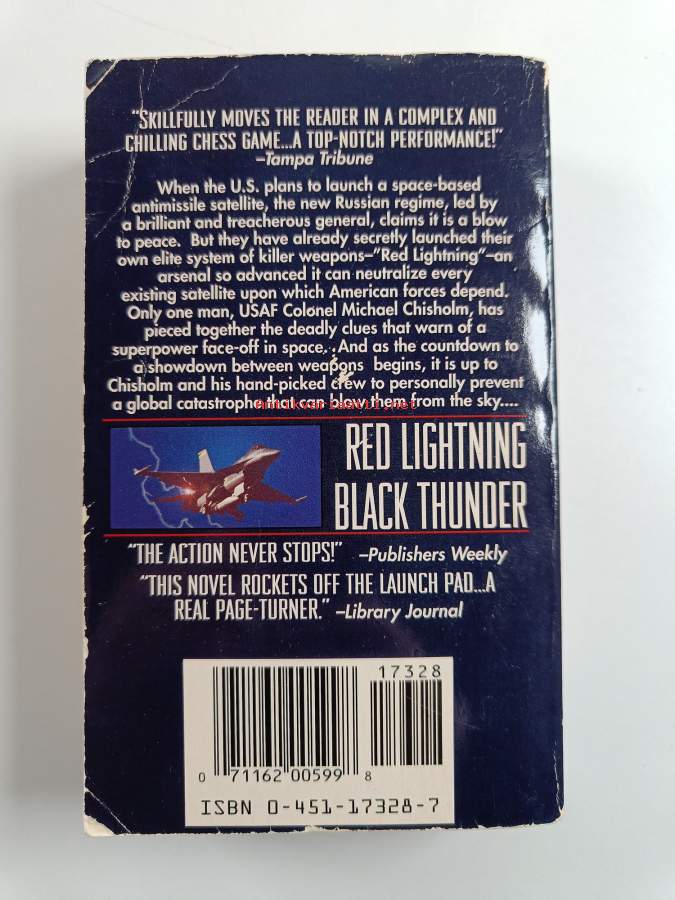 "SKILLFULLY MOVES THE READER IN A COMPLEX AND
CHILLING CHESS GAME...A TOP-NOTCH PERFORMANCE!"
–Tampa Tribune
When the U.S. plans to launch a space-based
antimissile satellite, the new Russian regime, led by
a brilliant and treacherous general, claims it is a blow
to peace. But they have already secretly launched their
own elite system of killer weapons–"Red Lightning"–an
arsenal so advanced it can neutralize every
existing satellite upon which American forces depend.
Only one man, USAF Colonel Michael Chisholm, has
pieced together the deadly clues that warn of a
superpower face-off in space. And as the countdown to
a showdown between weapons begins, it is up to
Chisholm and his hand-picked crew to personally prevent
a global catastrophe that can blow them from the sky....
Antikvariaatti.net
RED LIGHTNING
BLACK THUNDER
"THE ACTION NEVER STOPS!" –Publishers Weekly
"THIS NOVEL ROCKETS OFF THE LAUNCH PAD...A
REAL PAGE-TURNER." –Library Journal
17328
0 71162 00599 8
ISBN 0-451-17328-7